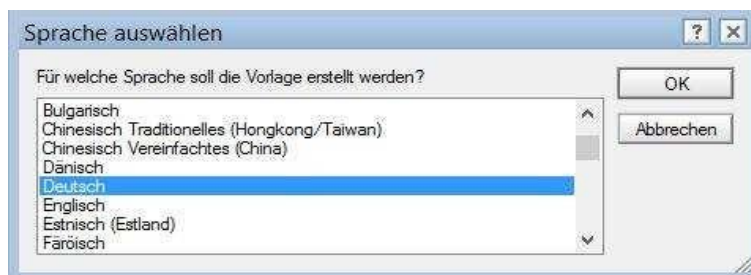 Sprache auswählen
?
Für welche Sprache soll die Vorlage erstellt werden?
OK
Abbrechen
Bulgarisch
Chinesisch Traditionelles (Hongkong/Taiwan)
Chinesisch Vereinfachtes (China)
Dänisch
Deutsch
Englisch
Estnisch (Estland)
Färöisch